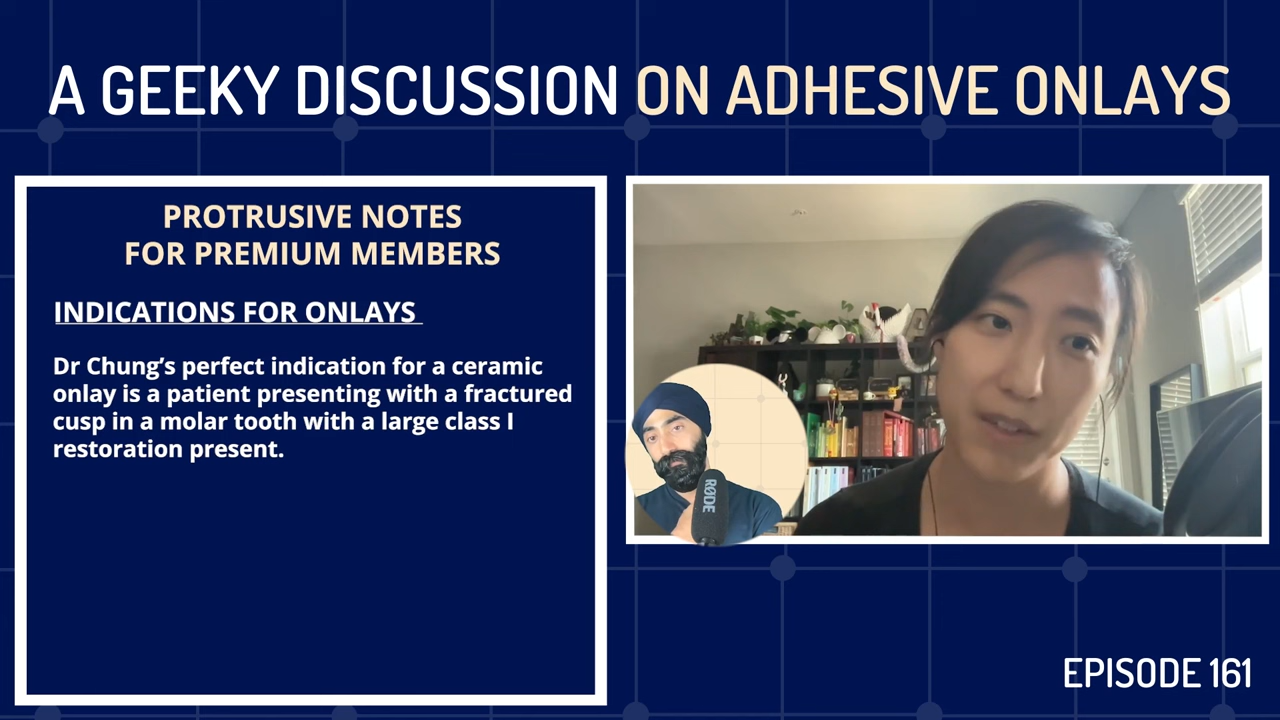 A GEEKY DISCUSSION ON ADHESIVE ONLAYS
PROTRUSIVE NOTES
FOR PREMIUM MEMBERS
INDICATIONS FOR ONLAYS
Dr Chung’s perfect indication for a ceramic
onlay is a patient presenting with a fractured
cusp in a molar tooth with a large class I
restoration present.
RØDE
EPISODE 161